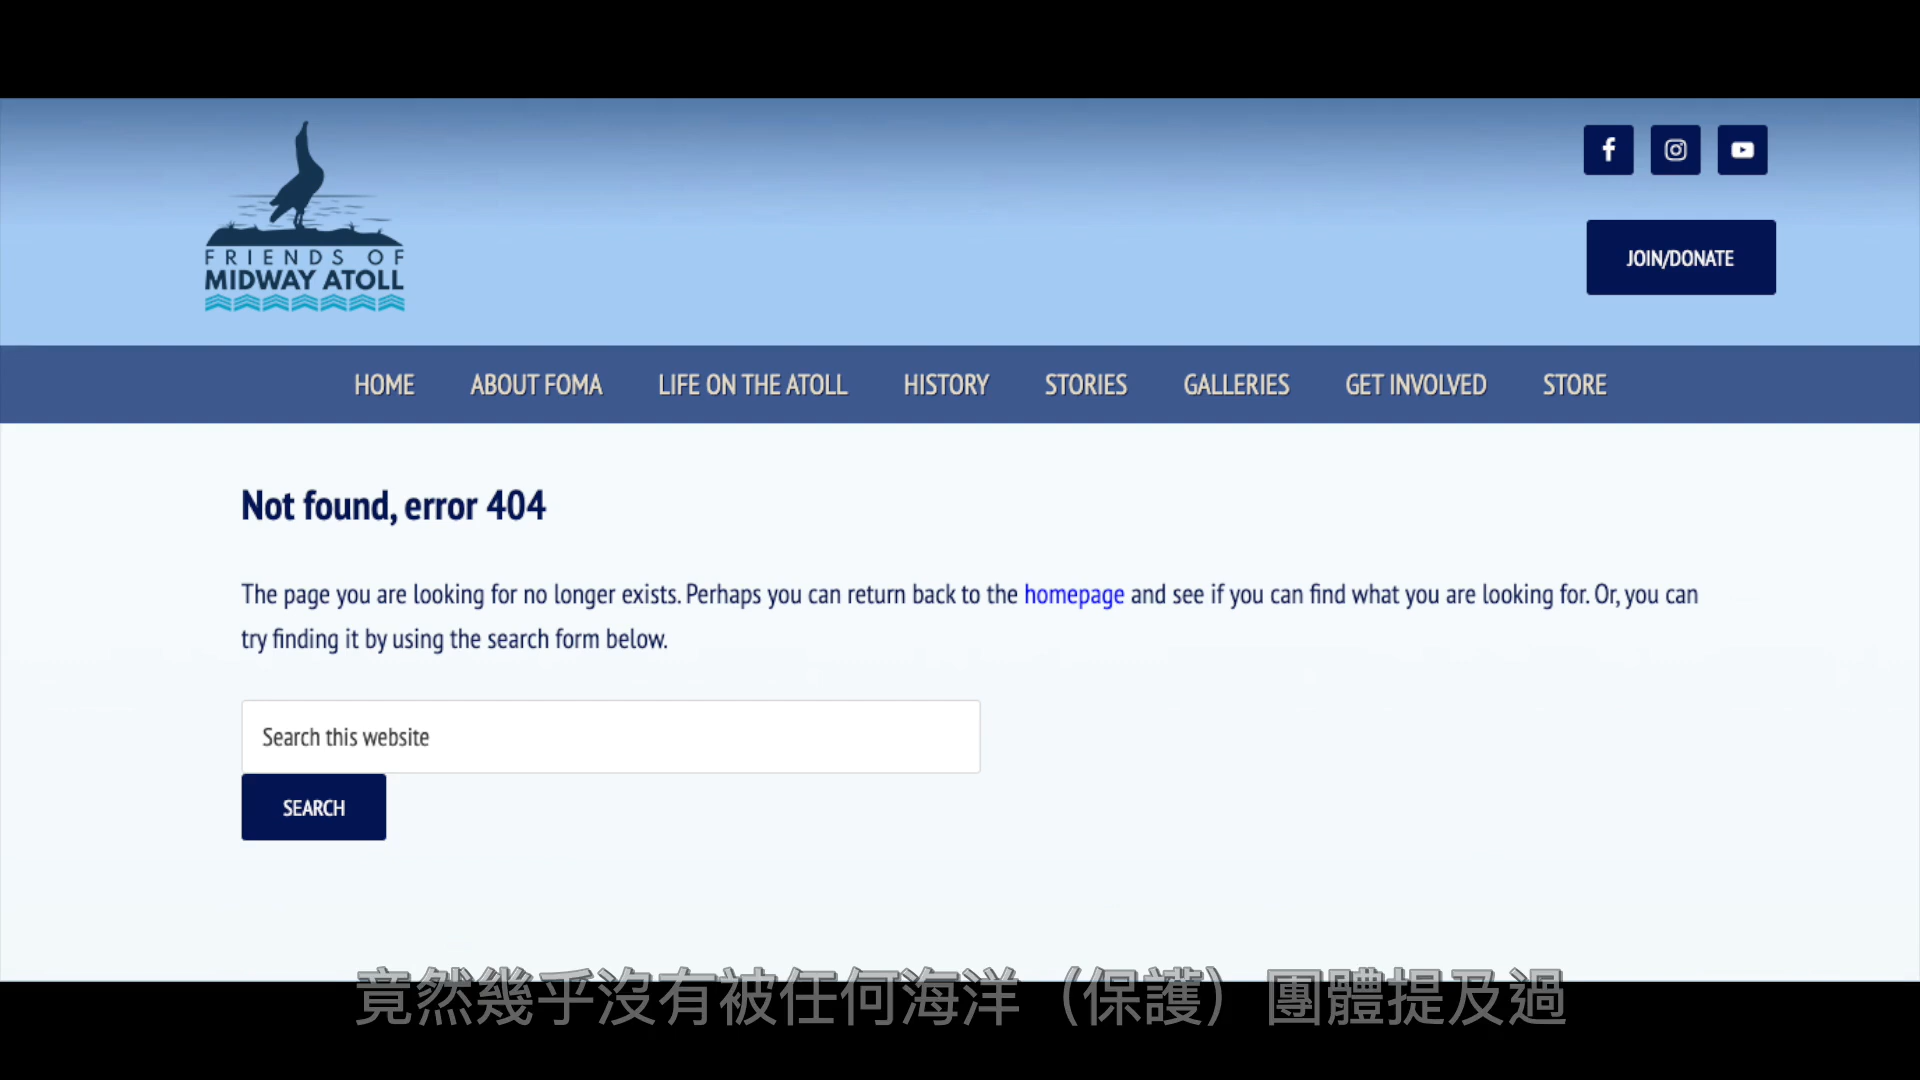 FRIENDS OF
MIDWAY ATOLL
JOIN/DONATE
HOME ABOUT FOMA LIFE ON THE ATOLL HISTORY STORIES GALLERIES GET INVOLVED STORE
Not found, error 404
The page you are looking for no longer exists. Perhaps you can return back to the homepage and see if you can find what you are looking for. Or, you can
try finding it by using the search form below.
Search this website
SEARCH
竟然幾乎沒有被任何海洋（保護）團體提及過